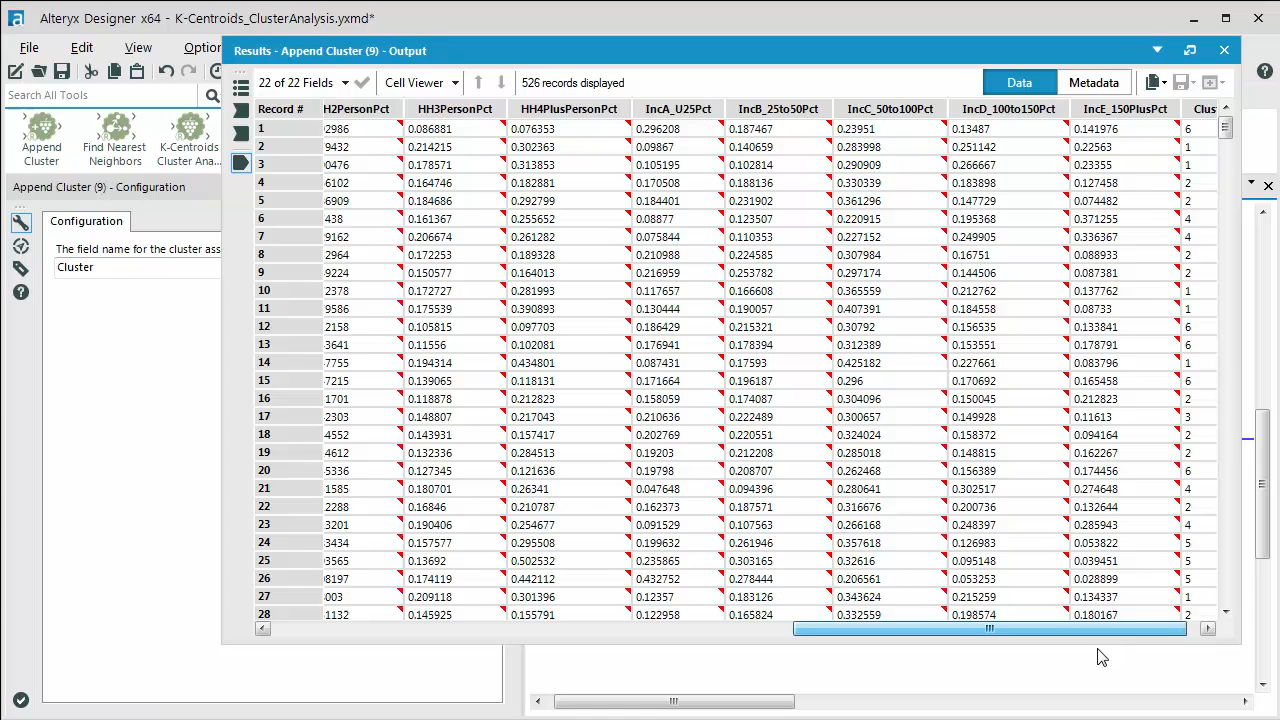 Alteryx Designer x64 - K-Centroids_ClusterAnalysis.yxmd*
File Edit View Option
Search All Tools
Append Cluster
Find Nearest Neighbors
K-Centroids Cluster Ana...
Append Cluster (9) - Configuration
Configuration
The field name for the cluster ass
Cluster
Results - Append Cluster (9) - Output
22 of 22 Fields Cell Viewer 526 records displayed Data Metadata
Record # H2PersonPct HH3PersonPct HH4PlusPersonPct IncA_U25Pct IncB_25to50Pct IncC_50to100Pct IncD_100to150Pct IncE_150PlusPct Clus
1 2986 0.086881 0.076353 0.296208 0.187467 0.23951 0.13487 0.141976 6
2 9432 0.214215 0.302363 0.09867 0.140659 0.283998 0.251142 0.22563 1
3 0476 0.178571 0.313853 0.105195 0.102814 0.290909 0.266667 0.23355 1
4 6102 0.164746 0.182881 0.170508 0.188136 0.330339 0.183898 0.127458 2
5 6909 0.184686 0.292799 0.184401 0.231902 0.361296 0.147729 0.074482 2
6 438 0.161367 0.255652 0.08877 0.123507 0.220915 0.195368 0.371255 4
7 9162 0.206674 0.261282 0.075844 0.110353 0.227152 0.249905 0.336367 4
8 2964 0.172253 0.189328 0.210988 0.224585 0.307984 0.16751 0.088933 2
9 9224 0.150577 0.164013 0.216959 0.253782 0.297174 0.144506 0.087381 2
10 2378 0.172727 0.281993 0.117657 0.166608 0.365559 0.212762 0.137762 1
11 9586 0.175539 0.390893 0.130444 0.190057 0.407391 0.184558 0.08733 1
12 2158 0.105815 0.097703 0.186429 0.215321 0.30792 0.156535 0.133841 6
13 3641 0.11556 0.102081 0.176941 0.178394 0.312389 0.153551 0.178791 6
14 7755 0.194314 0.434801 0.087431 0.17593 0.425182 0.227661 0.083796 1
15 7215 0.139065 0.118131 0.171664 0.196187 0.296 0.170692 0.165458 6
16 1701 0.118878 0.212823 0.158059 0.174087 0.304096 0.150045 0.212823 2
17 2303 0.148807 0.217043 0.210636 0.222489 0.300657 0.149928 0.11613 3
18 4552 0.143931 0.157417 0.202769 0.220551 0.324024 0.158372 0.094164 2
19 4612 0.132336 0.284513 0.19203 0.212208 0.285018 0.148815 0.162267 2
20 5336 0.127345 0.121636 0.19798 0.208707 0.262468 0.156389 0.174456 6
21 1585 0.180701 0.26341 0.047648 0.094396 0.280641 0.302517 0.274648 4
22 2288 0.16846 0.210787 0.162373 0.187571 0.316676 0.200736 0.132644 2
23 3201 0.190406 0.254677 0.091529 0.107563 0.266168 0.248397 0.285943 4
24 3434 0.157577 0.295508 0.199632 0.261946 0.357618 0.126983 0.053822 5
25 3565 0.13692 0.502532 0.235865 0.303165 0.32616 0.095148 0.039451 5
26 8197 0.174119 0.442112 0.432752 0.278444 0.206561 0.053253 0.028899 5
27 003 0.209118 0.301396 0.12357 0.183126 0.343624 0.215259 0.134337 1
28 1132 0.145925 0.155791 0.122958 0.165824 0.332559 0.198574 0.180167 2